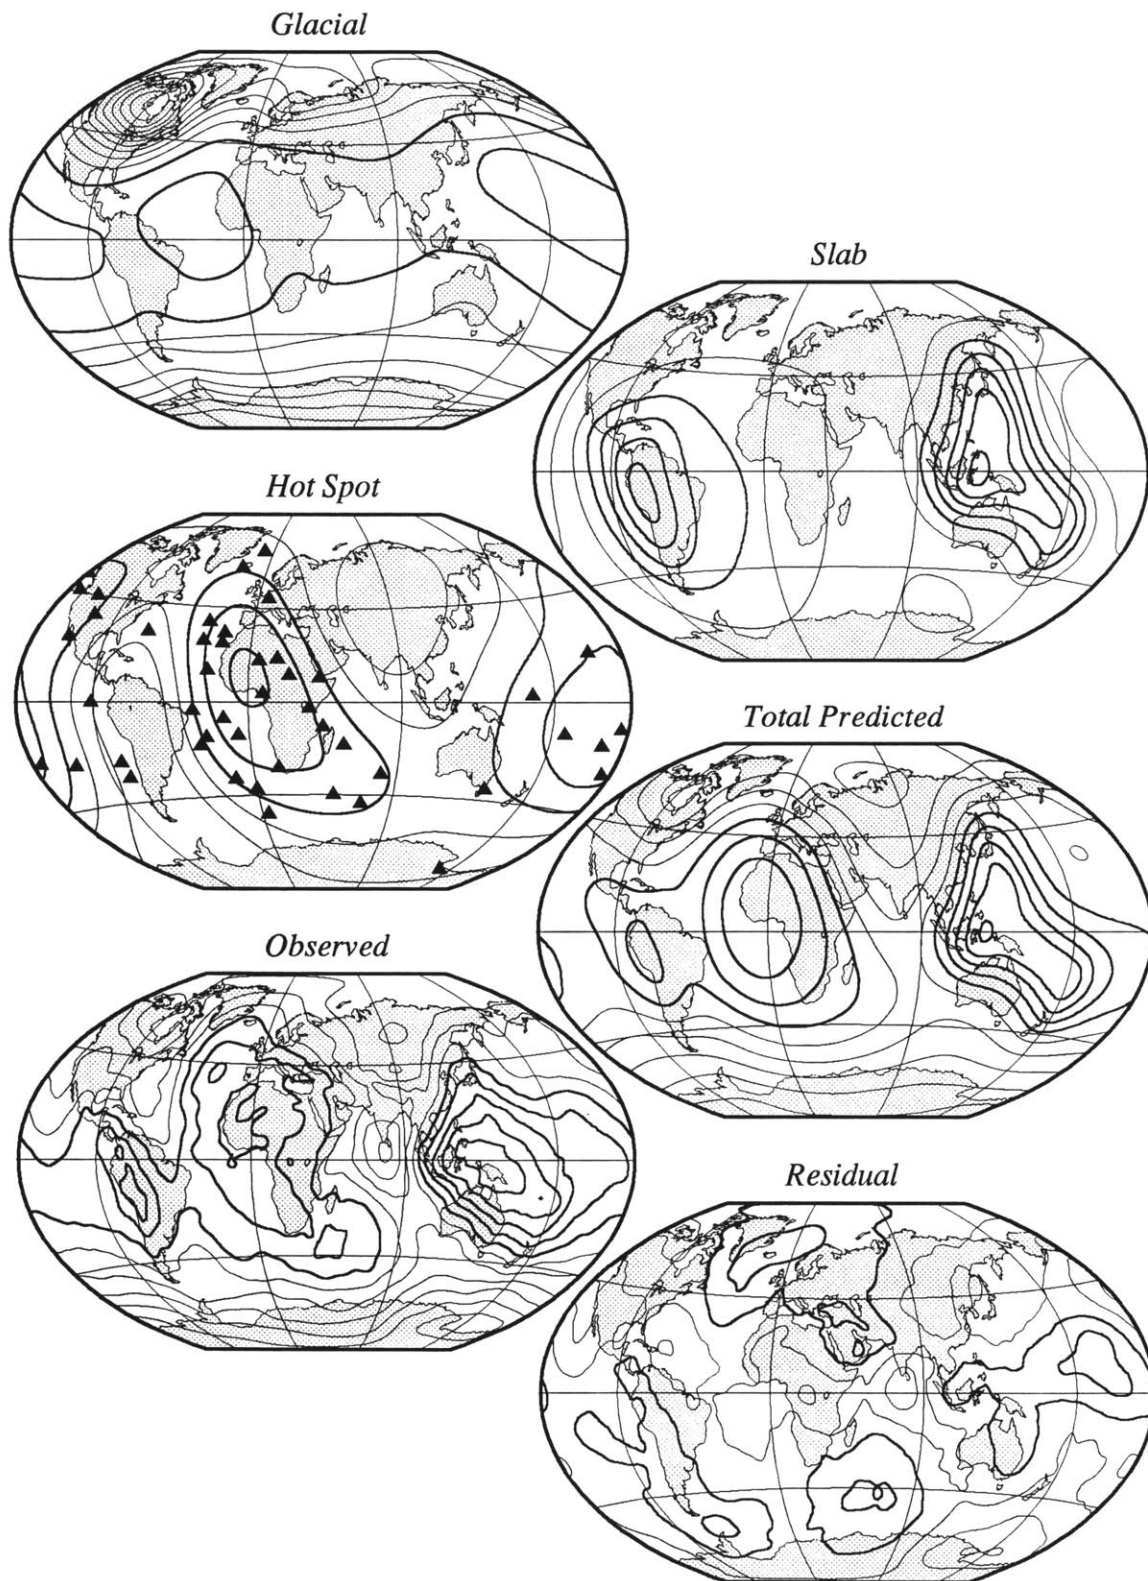 Glacial
Slab
Hot Spot
Total Predicted
Observed
Residual